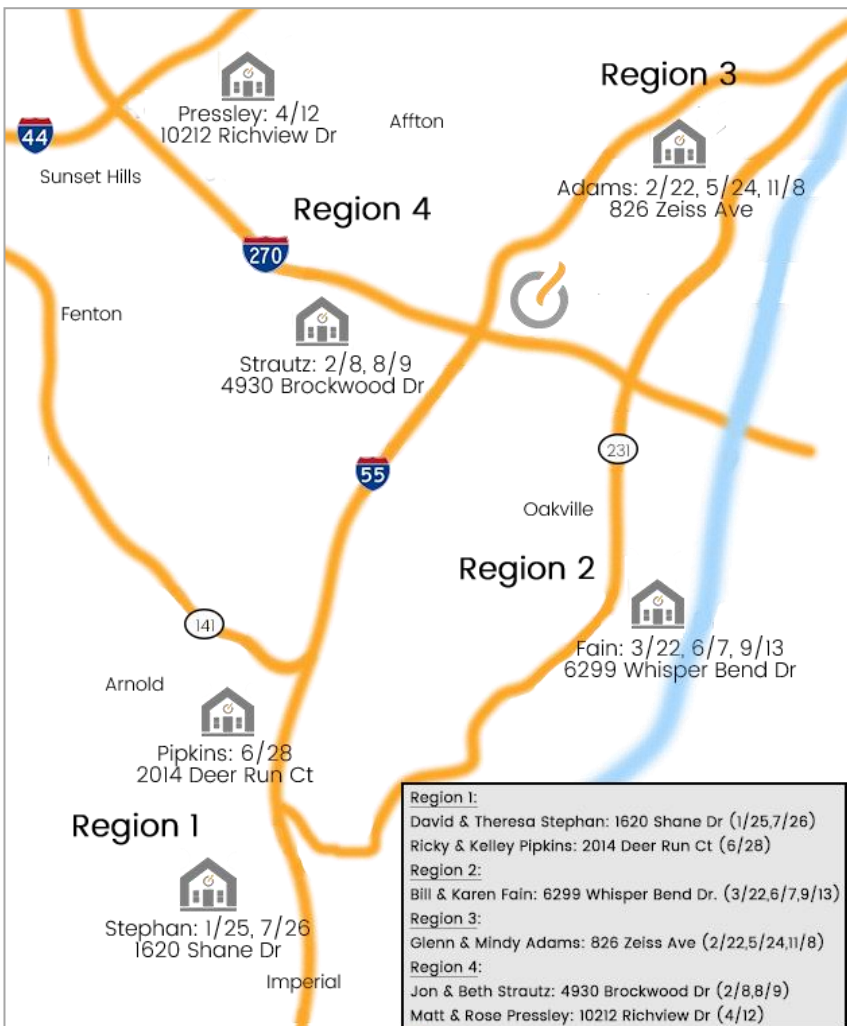 Region 3
Pressley: 4/12
10212 Richview Dr
Affton
44
Sunset Hills
Adams: 2/22, 5/24, 11/8
826 Zeiss Ave
Region 4
270
Fenton
Strautz: 2/8, 8/9
4930 Brockwood Dr
231
55
Oakville
Region 2
141
Fain: 3/22, 6/7, 9/13
6299 Whisper Bend Dr
Arnold
Pipkins: 6/28
2014 Deer Run Ct
Region 1
Stephan: 1/25, 7/26
1620 Shane Dr
Imperial
Region 1:
David & Theresa Stephan: 1620 Shane Dr (1/25,7/26)
Ricky & Kelley Pipkins: 2014 Deer Run Ct (6/28)
Region 2:
Bill & Karen Fain: 6299 Whisper Bend Dr. (3/22,6/7,9/13)
Region 3:
Glenn & Mindy Adams: 826 Zeiss Ave (2/22,5/24,11/8)
Region 4:
Jon & Beth Strautz: 4930 Brockwood Dr (2/8,8/9)
Matt & Rose Pressley: 10212 Richview Dr (4/12)